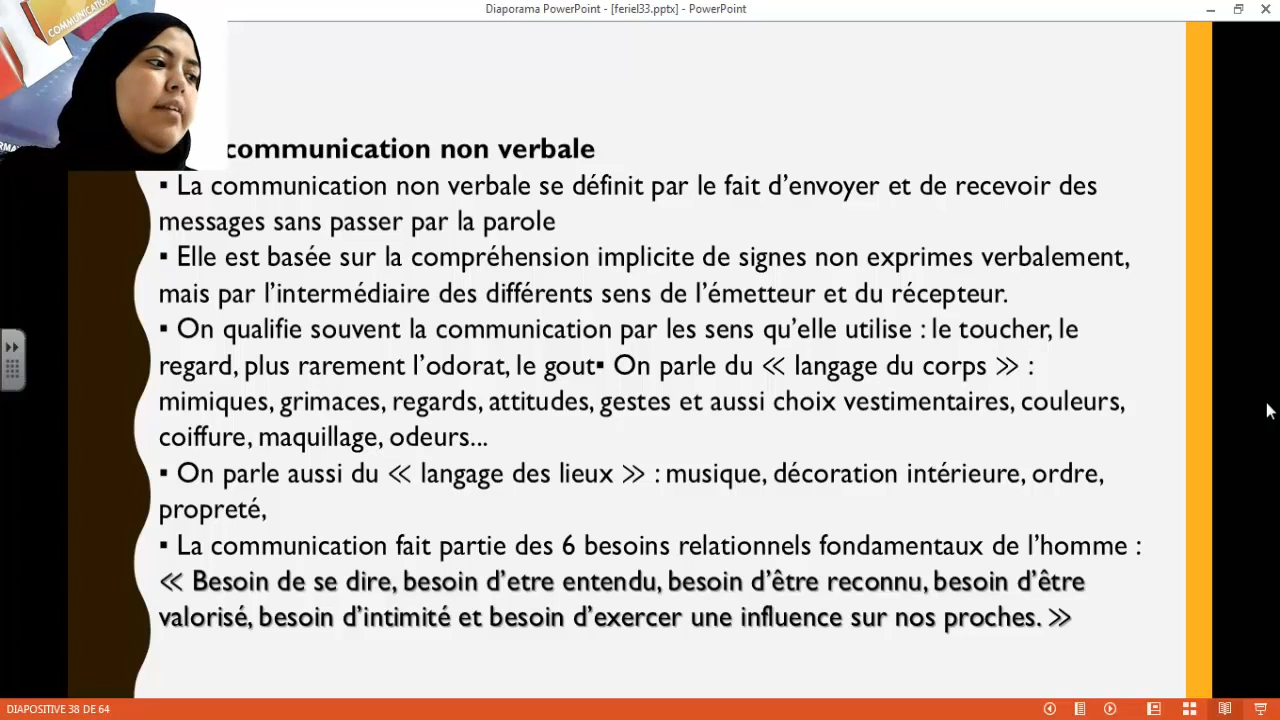 Diaporama PowerPoint - [feriel33.pptx] - PowerPoint
COMMUNICATION
communication non verbale
▪ La communication non verbale se définit par le fait d’envoyer et de recevoir des
messages sans passer par la parole
▪ Elle est basée sur la compréhension implicite de signes non exprimes verbalement,
mais par l’intermédiaire des différents sens de l’émetteur et du récepteur.
▪ On qualifie souvent la communication par les sens qu’elle utilise : le toucher, le
regard, plus rarement l’odorat, le gout▪ On parle du ≪ langage du corps ≫ :
mimiques, grimaces, regards, attitudes, gestes et aussi choix vestimentaires, couleurs,
coiffure, maquillage, odeurs...
▪ On parle aussi du ≪ langage des lieux ≫ : musique, décoration intérieure, ordre,
propreté,
▪ La communication fait partie des 6 besoins relationnels fondamentaux de l’homme :
≪ Besoin de se dire, besoin d’etre entendu, besoin d’être reconnu, besoin d’être
valorisé, besoin d’intimité et besoin d’exercer une influence sur nos proches. ≫
DIAPOSITIVE 38 DE 64